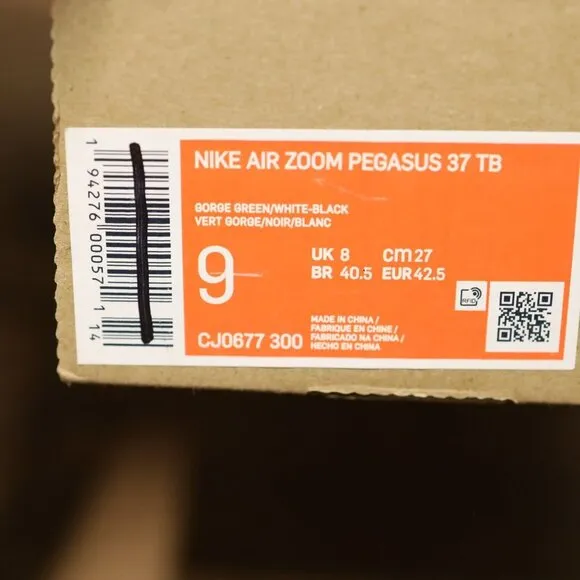 NIKE AIR ZOOM PEGASUS 37 TB
GORGE GREEN/WHITE-BLACK
VERT GORGE/NOIR/BLANC
9
UK 8 cm 27
BR 40.5 EUR 42.5
CJ0677 300
MADE IN CHINA /
FABRIQUE EN CHINE /
FABRICADO NA CHINA /
HECHO EN CHINA
RFID
1 94276 00057 1 14